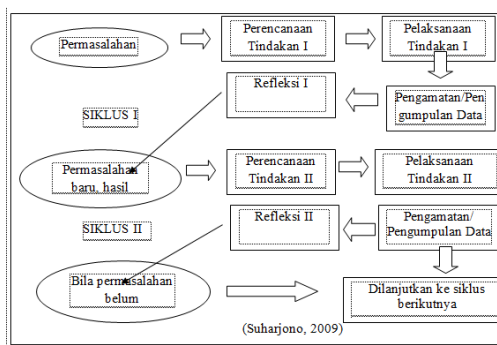 Permasalahan
Perencanaan
Tindakan I
Pelaksanaan
Tindakan I
Refleksi I
Pengamatan/Pen
gumpulan Data
SIKLUS I
Permasalahan
baru, hasil
Perencanaan
Tindakan II
Pelaksanaan
Tindakan II
SIKLUS II
Refleksi II
Pengamatan/
Pengumpulan Data
Bila permasalahan
belum
Dilanjutkan ke siklus
berikutnya
(Suharjono, 2009)